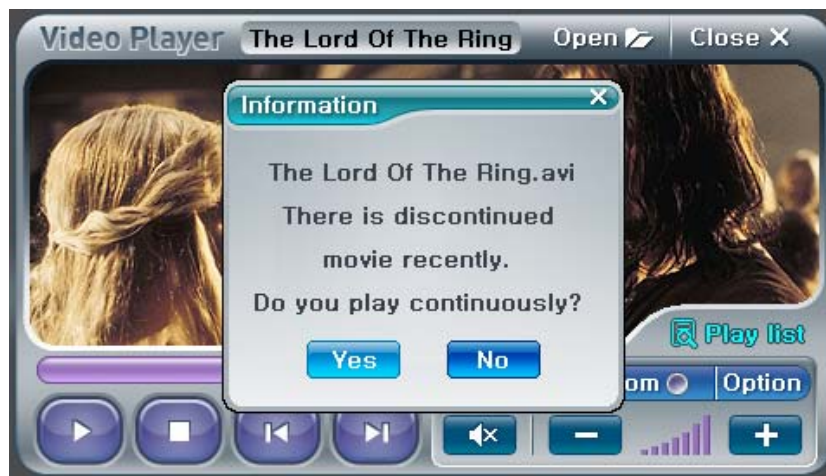 Video Player The Lord Of The Ring Open Close X
Information
The Lord Of The Ring.avi
There is discontinued
movie recently.
Do you play continuously?
Yes No
Play list
om Option